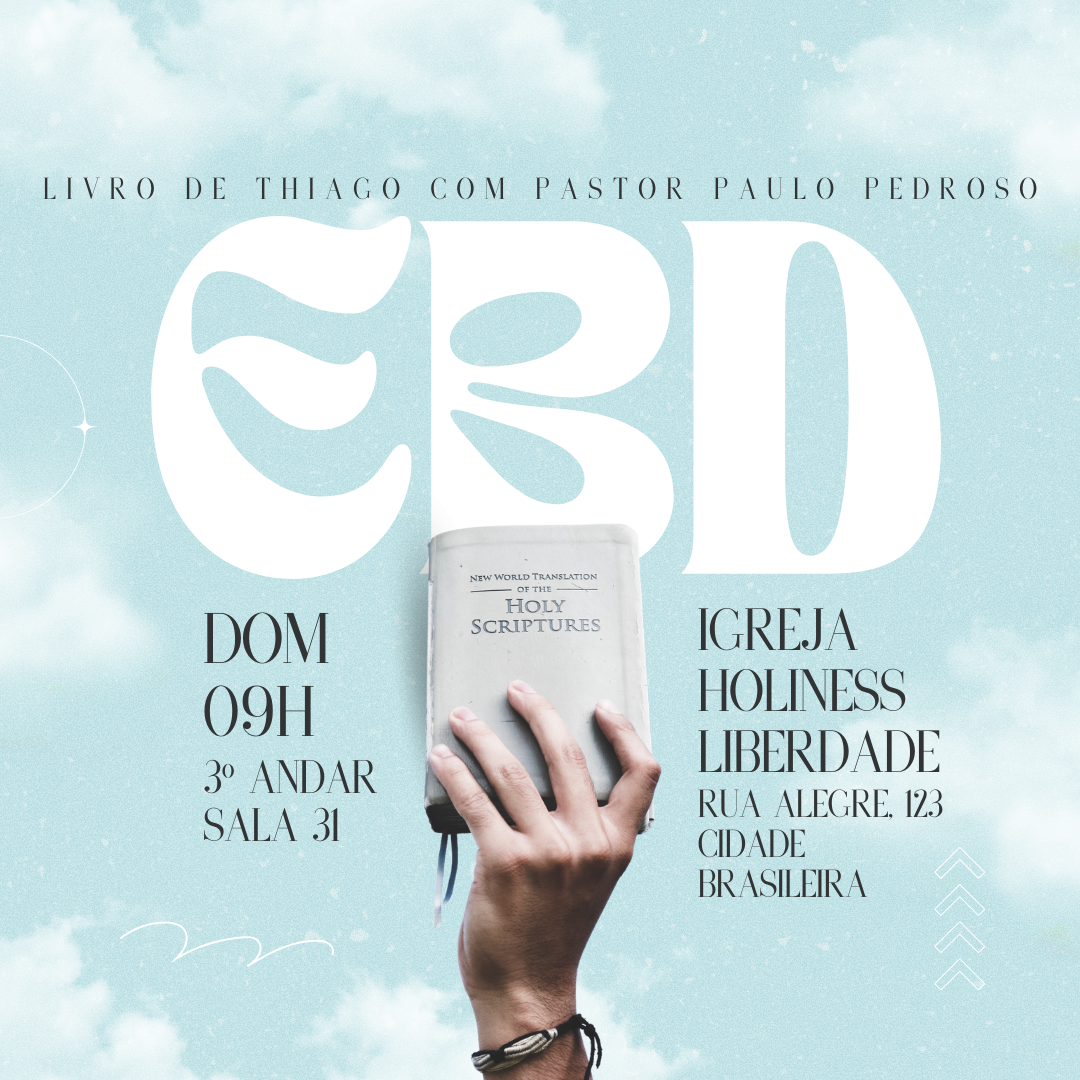 LIVRO DE THIAGO COM PASTOR PAULO PEDROSO
EBD
NEW WORLD TRANSLATION
OF THE
HOLY
SCRIPTURES
DOM
09H
3º ANDAR
SALA 31
IGREJA
HOLINESS
LIBERDADE
RUA ALEGRE, 123
CIDADE
BRASILEIRA